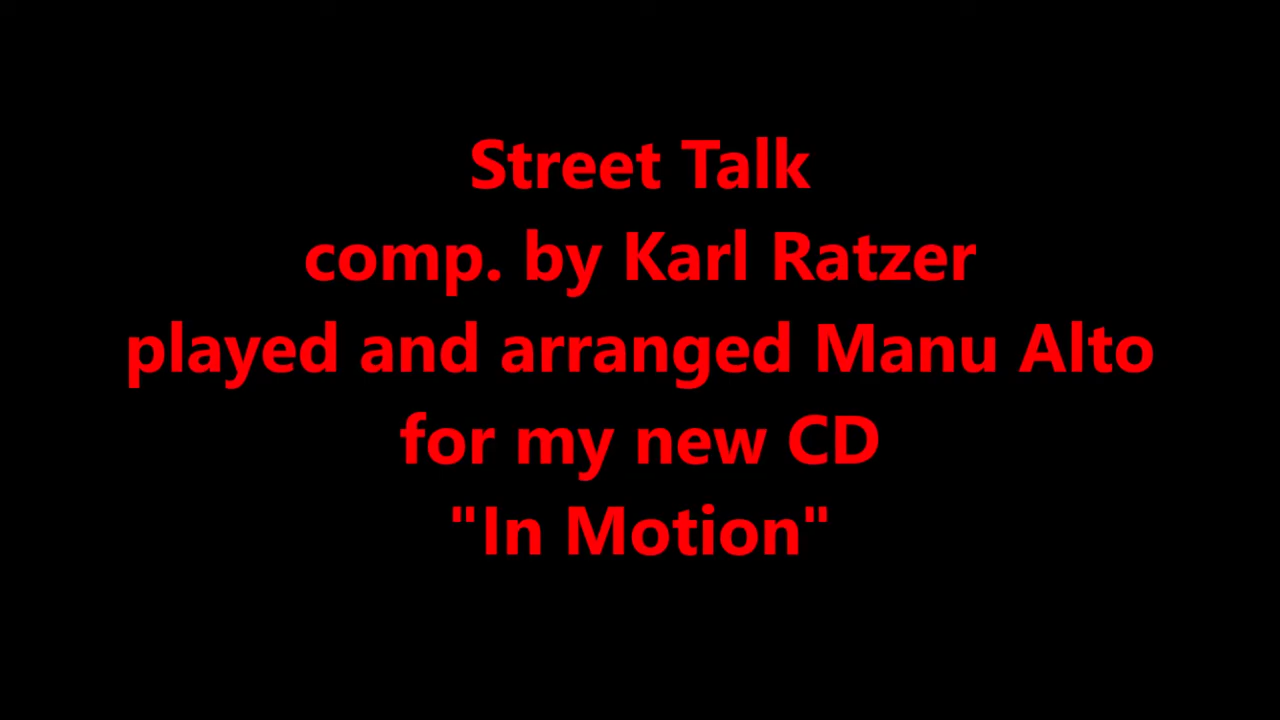 Street Talk
comp. by Karl Ratzer
played and arranged Manu Alto
for my new CD
"In Motion"